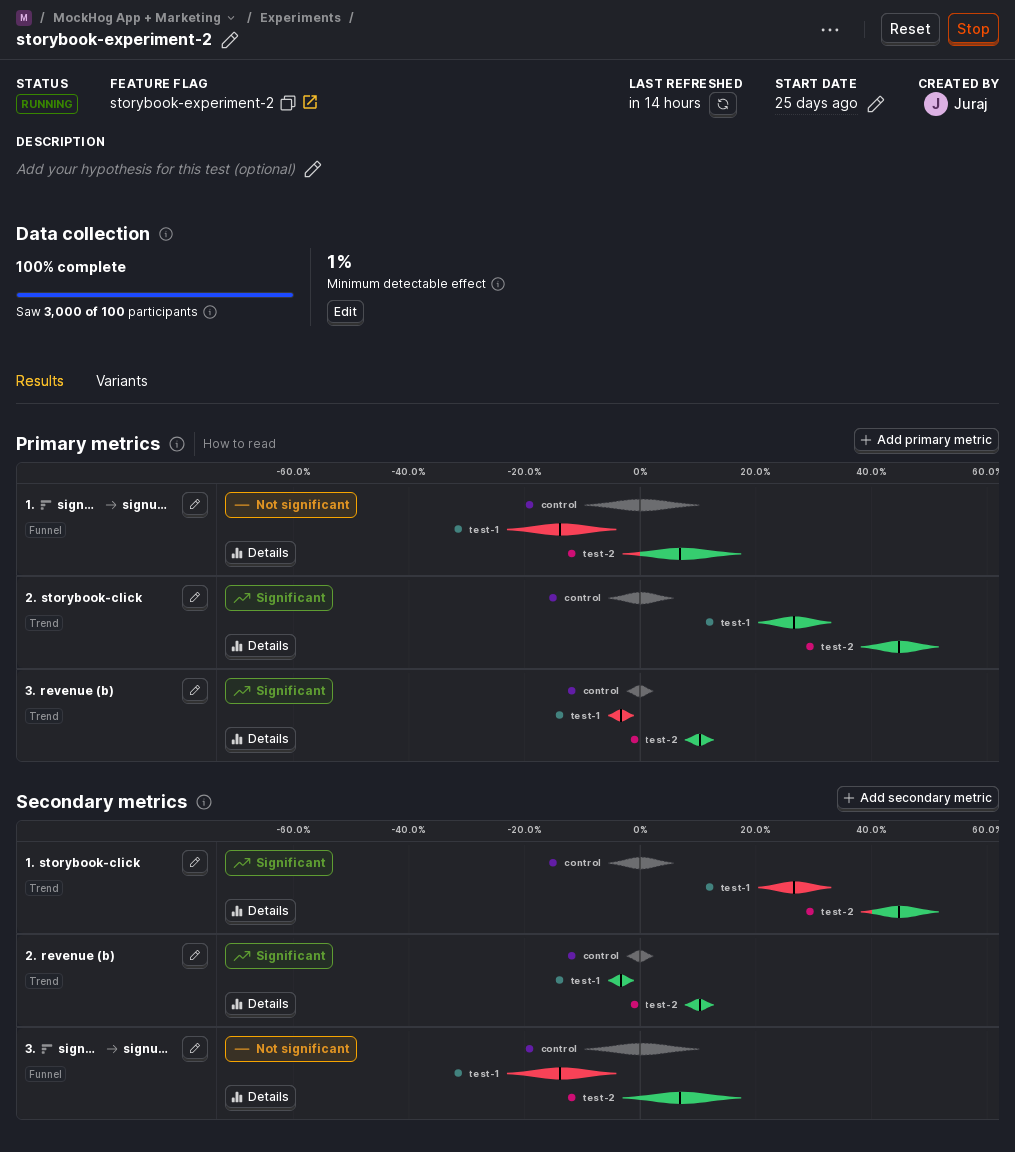 M / MockHog App + Marketing / Experiments /
storybook-experiment-2
Reset Stop
STATUS FEATURE FLAG LAST REFRESHED START DATE CREATED BY
RUNNING storybook-experiment-2 in 14 hours 25 days ago J Juraj
DESCRIPTION
Add your hypothesis for this test (optional)
Data collection
100% complete
Saw 3,000 of 100 participants
1%
Minimum detectable effect
Edit
Results Variants
Primary metrics How to read Add primary metric
-60.0% -40.0% -20.0% 0% 20.0% 40.0% 60.0%
1. sign... signu... Not significant control
Funnel test-1
Details test-2
2. storybook-click Significant control
Trend test-1
Details test-2
3. revenue (b) Significant control
Trend test-1
Details test-2
Secondary metrics Add secondary metric
-60.0% -40.0% -20.0% 0% 20.0% 40.0% 60.0%
1. storybook-click Significant control
Trend test-1
Details test-2
2. revenue (b) Significant control
Trend test-1
Details test-2
3. sign... signu... Not significant control
Funnel test-1
Details test-2